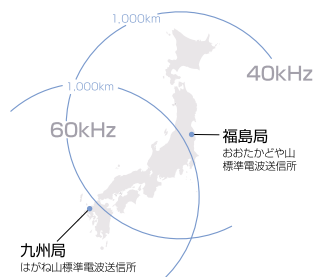 1,000km
40kHz
1,000km
60kHz
福島局
おおたかどや山
標準電波送信所
九州局
はがね山標準電波送信所